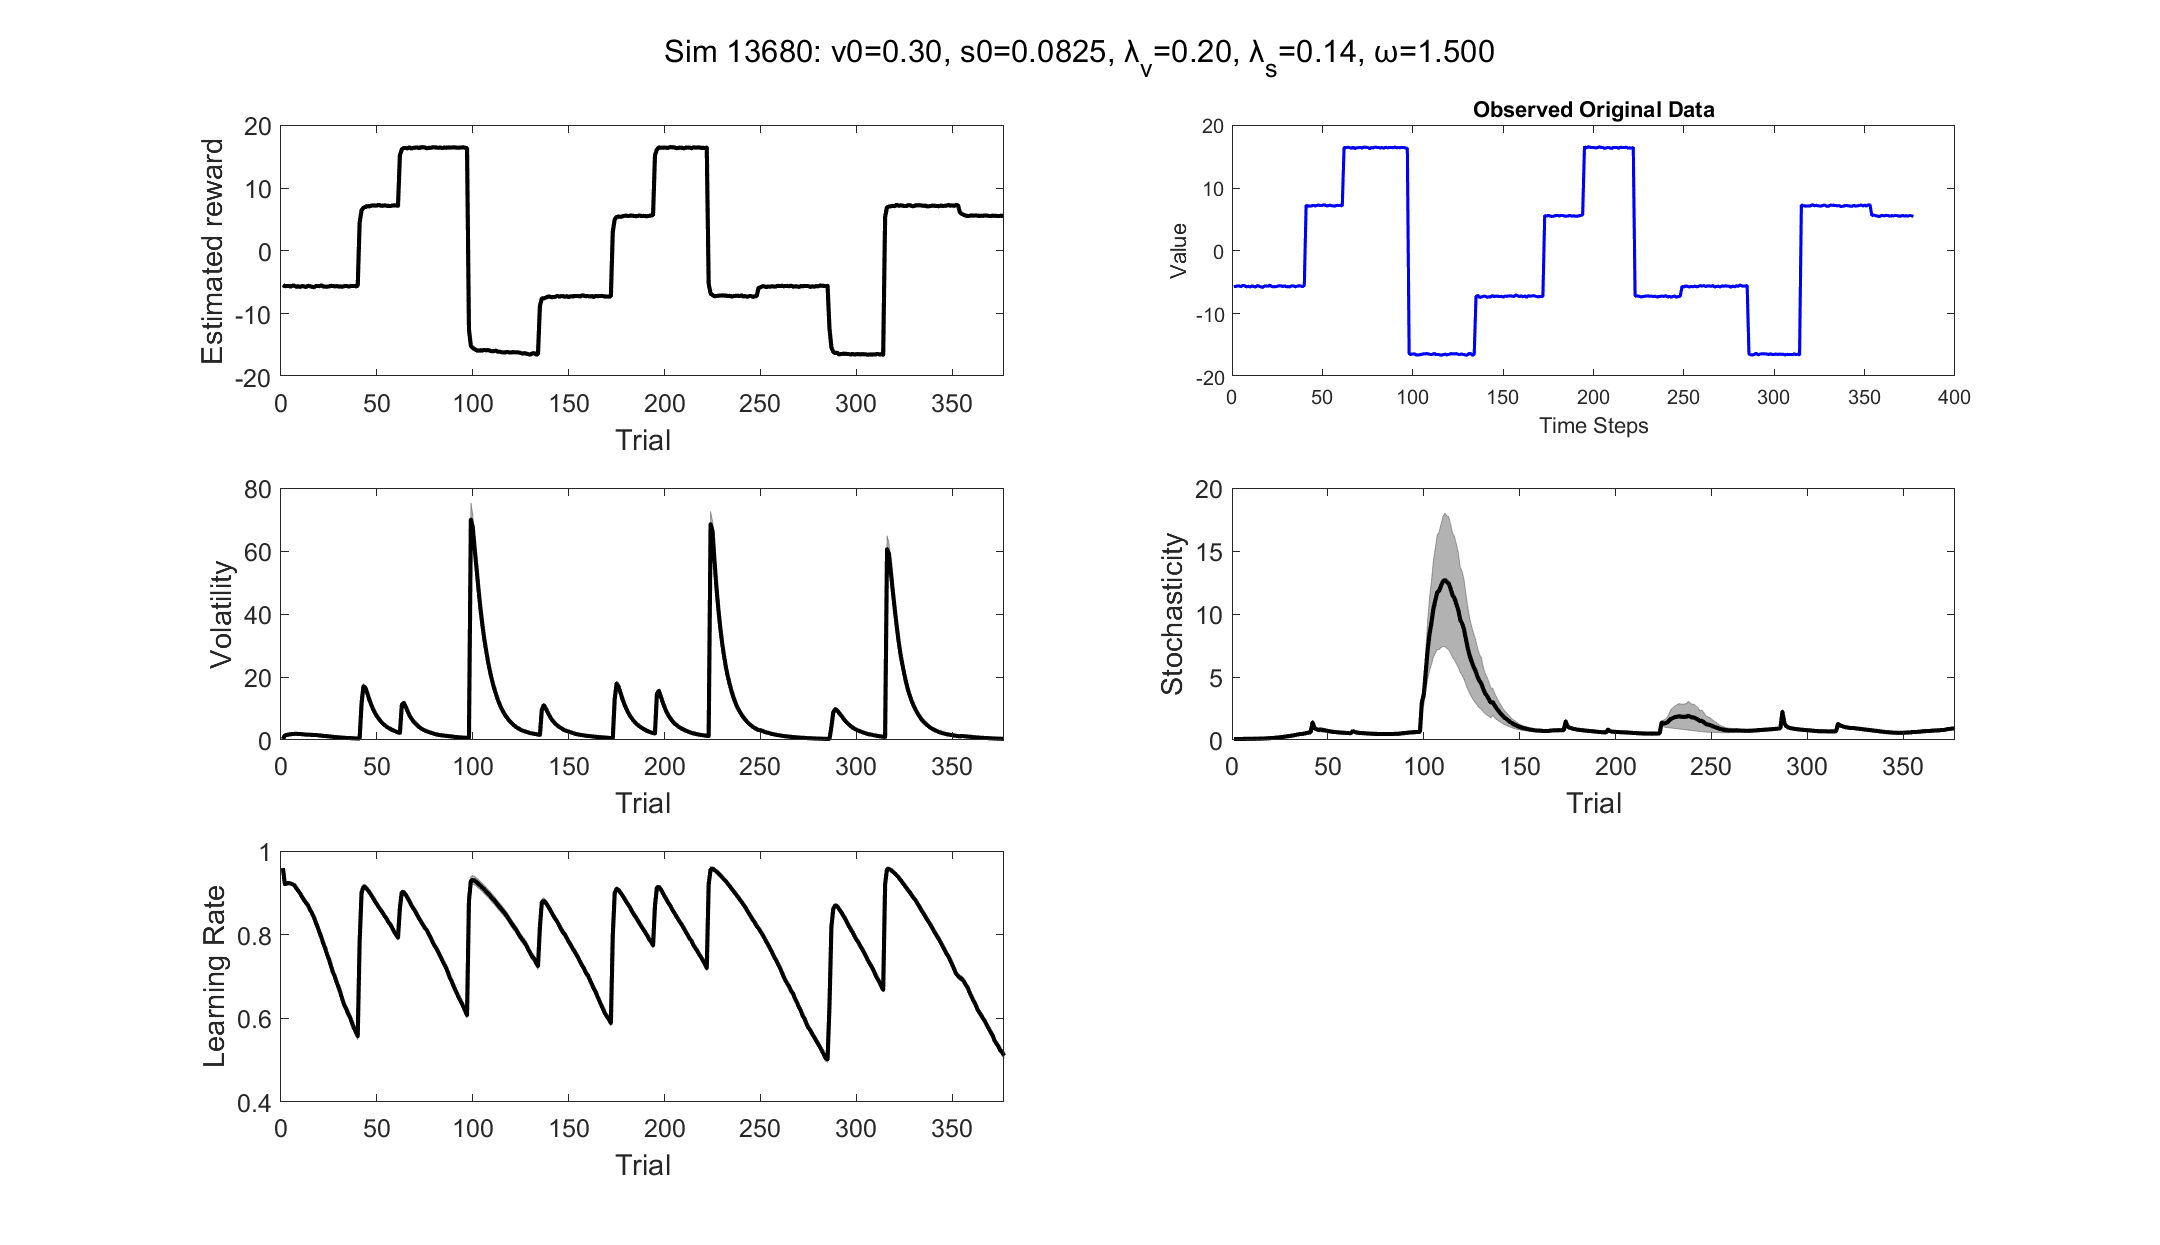 Sim 13680: v0=0.30, s0=0.0825, λv=0.20, λs=0.14, ω=1.500
Estimated reward
20
10
0
-10
-20
0 50 100 150 200 250 300 350
Trial
Observed Original Data
Value
20
10
0
-10
-20
0 50 100 150 200 250 300 350 400
Time Steps
Volatility
80
60
40
20
0
0 50 100 150 200 250 300 350
Trial
Stochasticity
20
15
10
5
0
0 50 100 150 200 250 300 350
Trial
Learning Rate
1
0.8
0.6
0.4
0 50 100 150 200 250 300 350
Trial